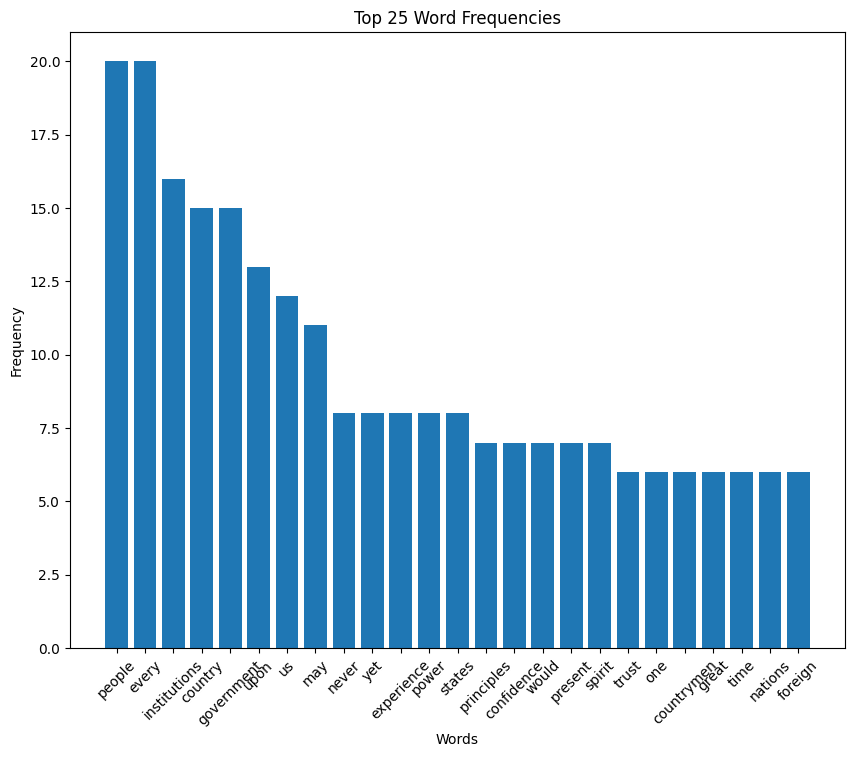 Top 25 Word Frequencies
Frequency
20.0
17.5
15.0
12.5
10.0
7.5
5.0
2.5
0.0
people
every
institutions
country
government
upon
us
may
never
yet
experience
power
states
principles
confidence
would
present
spirit
trust
one
countrymen
great
time
nations
foreign
Words